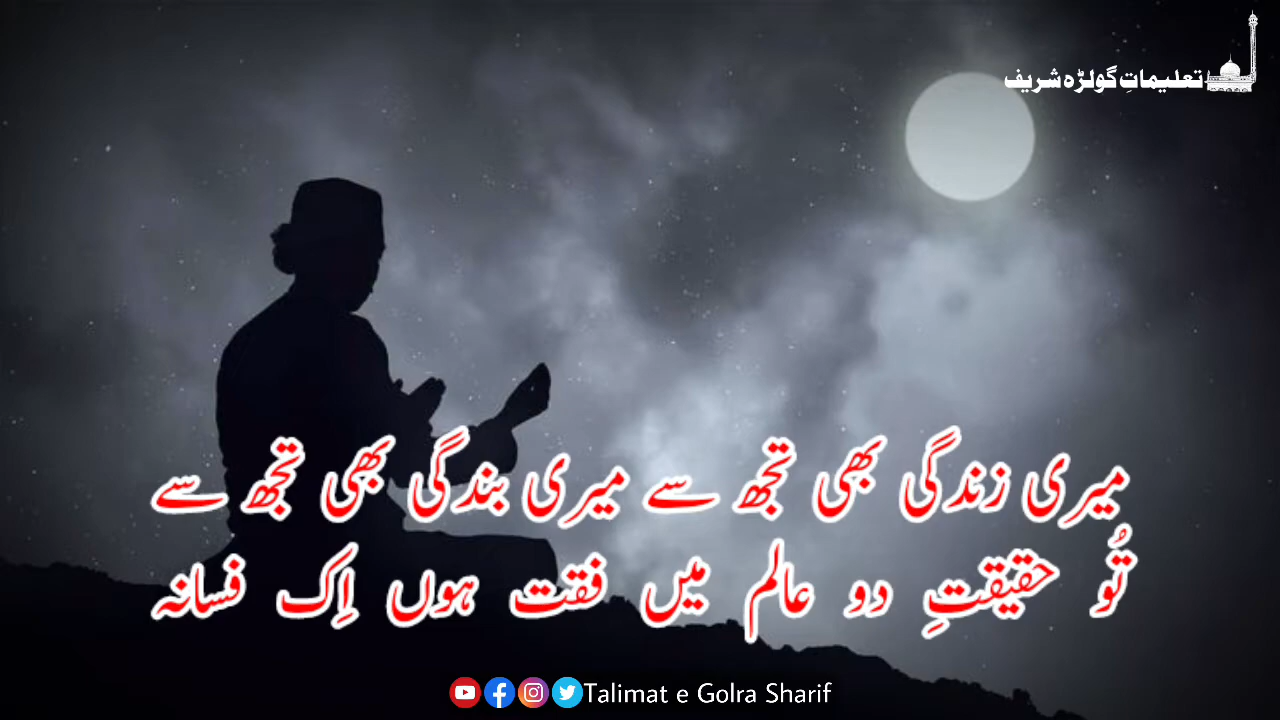 تعلیماتِ گولڑہ شریف
میری زندگی بھی تجھ سے میری بندگی بھی تجھ سے
تُو حقیقتِ دو عالم میں فقت ہوں اِک فسانہ
Talimat e Golra Sharif